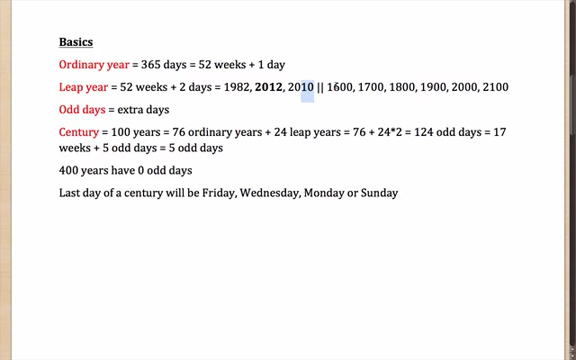 Basics
Ordinary year = 365 days = 52 weeks + 1 day
Leap year = 52 weeks + 2 days = 1982, 2012, 2010 || 1600, 1700, 1800, 1900, 2000, 2100
Odd days = extra days
Century = 100 years = 76 ordinary years + 24 leap years = 76 + 24*2 = 124 odd days = 17
weeks + 5 odd days = 5 odd days
400 years have 0 odd days
Last day of a century will be Friday, Wednesday, Monday or Sunday